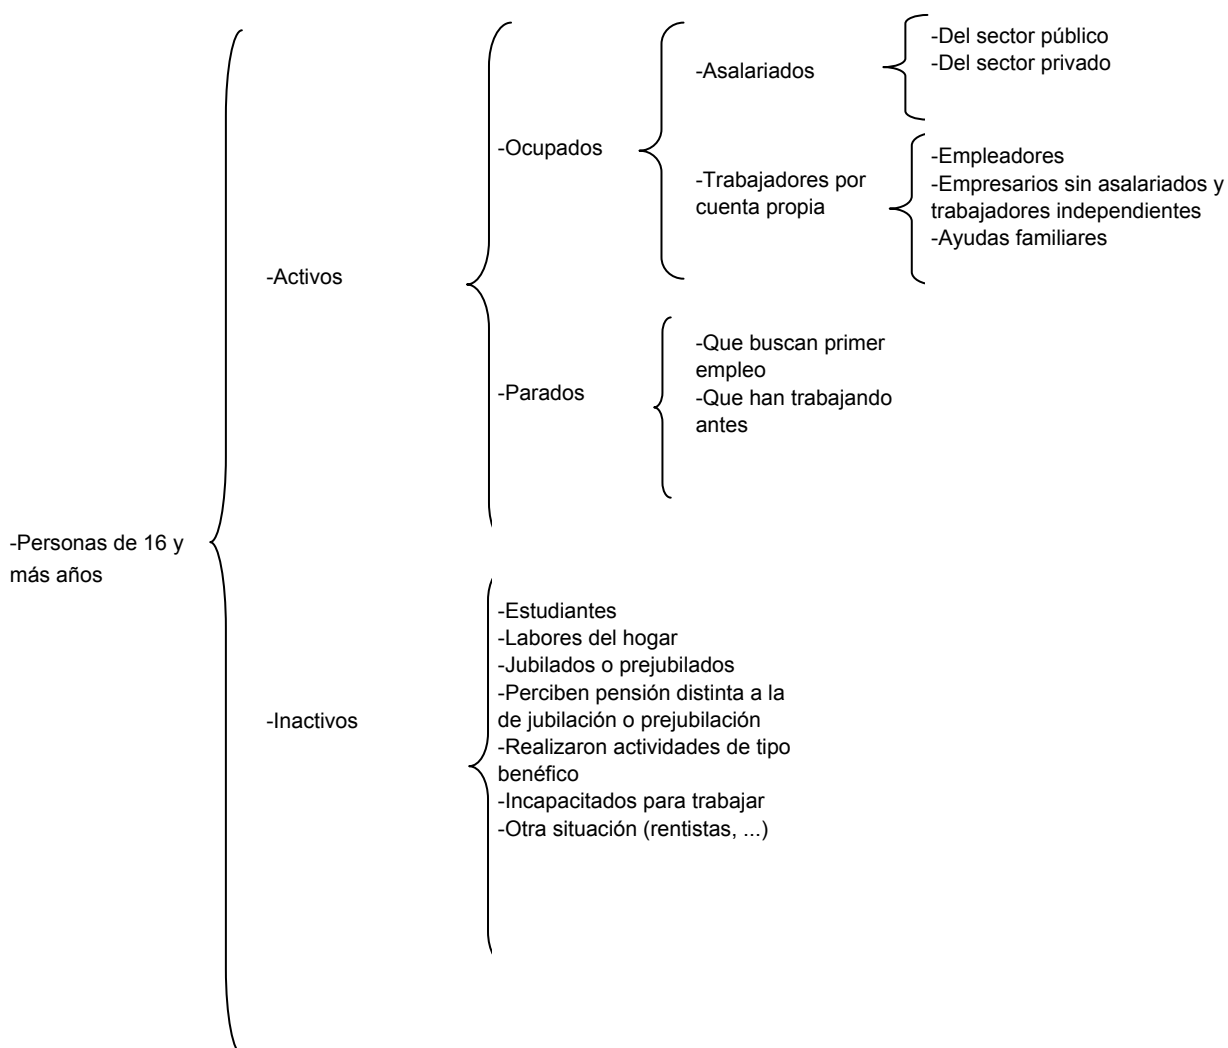 -Personas de 16 y
más años
-Activos
-Ocupados
-Asalariados
-Del sector público
-Del sector privado
-Trabajadores por
cuenta propia
-Empleadores
-Empresarios sin asalariados y
trabajadores independientes
-Ayudas familiares
-Parados
-Que buscan primer
empleo
-Que han trabajando
antes
-Inactivos
-Estudiantes
-Labores del hogar
-Jubilados o prejubilados
-Perciben pensión distinta a la
de jubilación o prejubilación
-Realizaron actividades de tipo
benéfico
-Incapacitados para trabajar
-Otra situación (rentistas, ...)